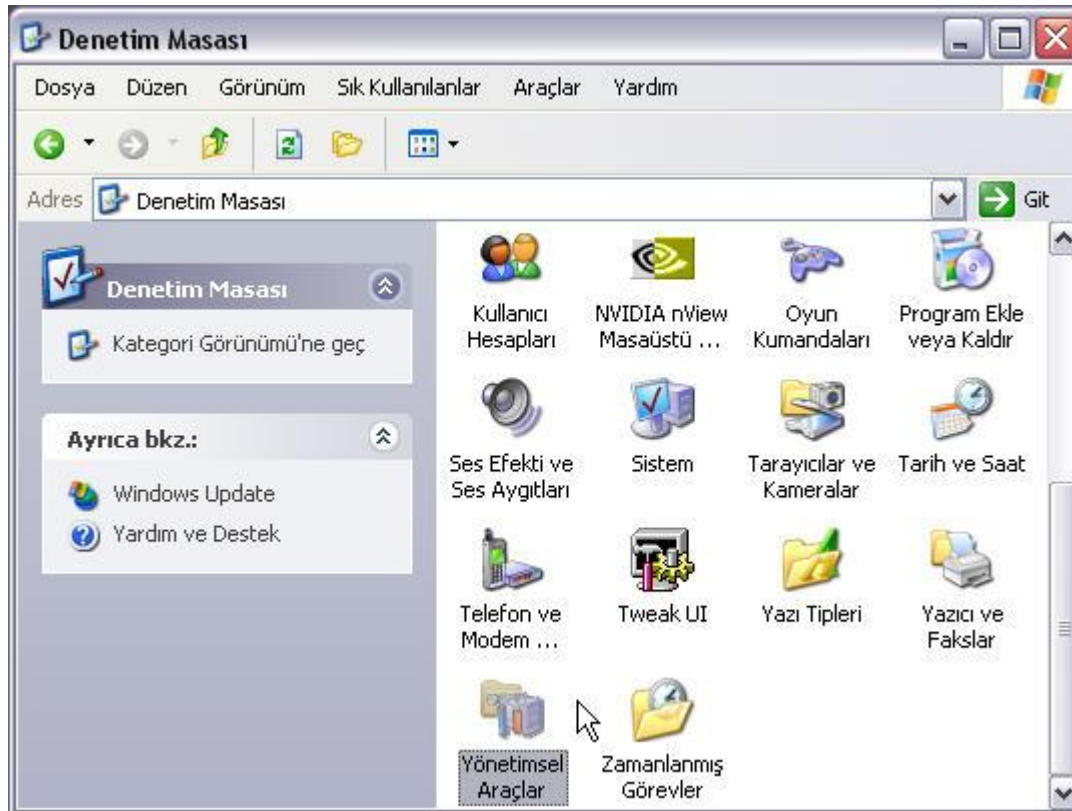 Denetim Masası
Dosya Düzen Görünüm Sık Kullanılanlar Araçlar Yardım
Adres Denetim Masası Git
Denetim Masası
Kategori Görünümü'ne geç
Ayrıca bkz.:
Windows Update
Yardım ve Destek
Kullanıcı
Hesapları
NVIDIA nView
Masaüstü ...
Oyun
Kumandaları
Program Ekle
veya Kaldır
Ses Efekti ve
Ses Aygıtları
Sistem
Tarayıcılar ve
Kameralar
Tarih ve Saat
Telefon ve
Modem ...
Tweak UI
Yazı Tipleri
Yazıcı ve
Fakslar
Yönetimsel
Araçlar
Zamanlanmış
Görevler